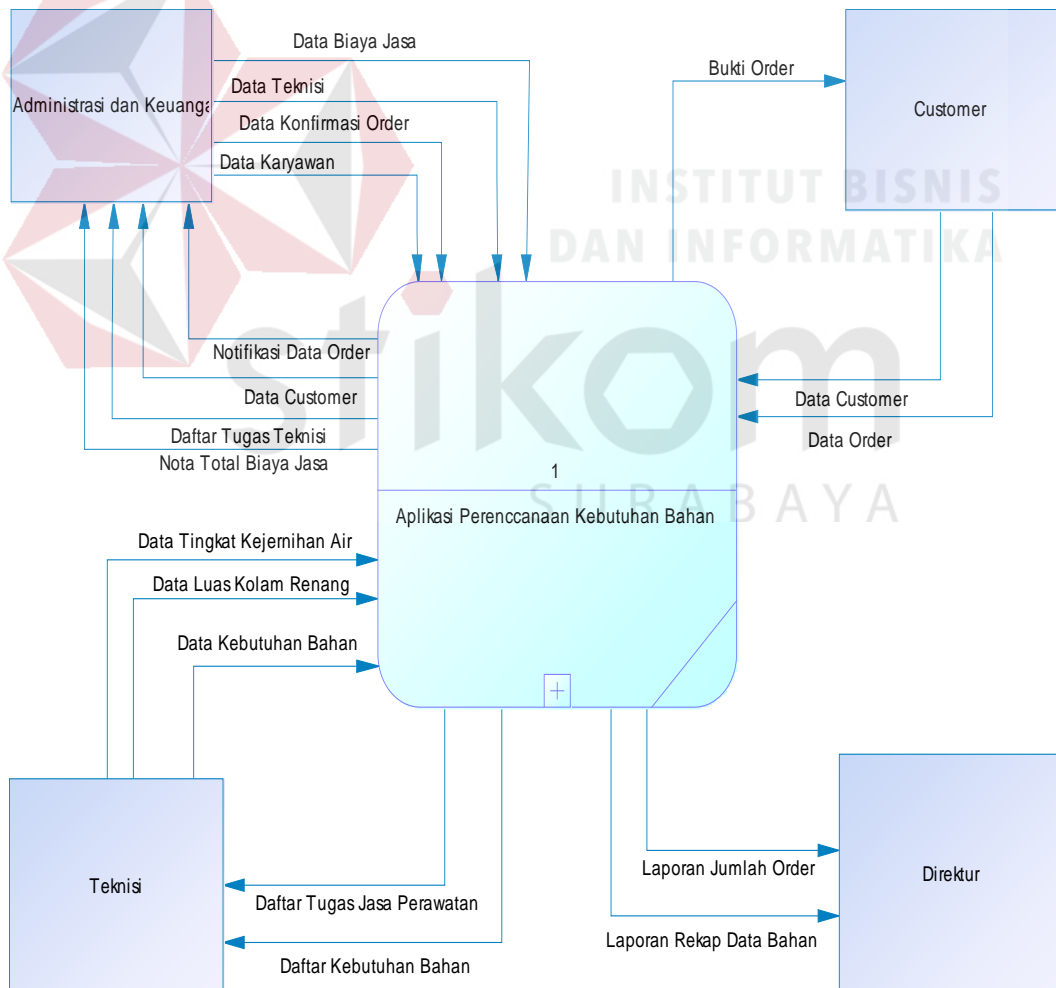 Data Biaya Jasa
Bukti Order
Data Teknisi
Administrasi dan Keuanga
Customer
Data Konfirmasi Order
Data Karyawan
INSTITUT BISNIS
DAN INFORMATIKA
stikom
SURABAYA
Notifikasi Data Order
Data Customer
Daftar Tugas Teknisi
Nota Total Biaya Jasa
Data Customer
Data Order
1
Aplikasi Perenccanaan Kebutuhan Bahan
Data Tingkat Kejernihan Air
Data Luas Kolam Renang
Data Kebutuhan Bahan
Teknisi
Daftar Tugas Jasa Perawatan
Daftar Kebutuhan Bahan
Laporan Jumlah Order
Direktur
Laporan Rekap Data Bahan